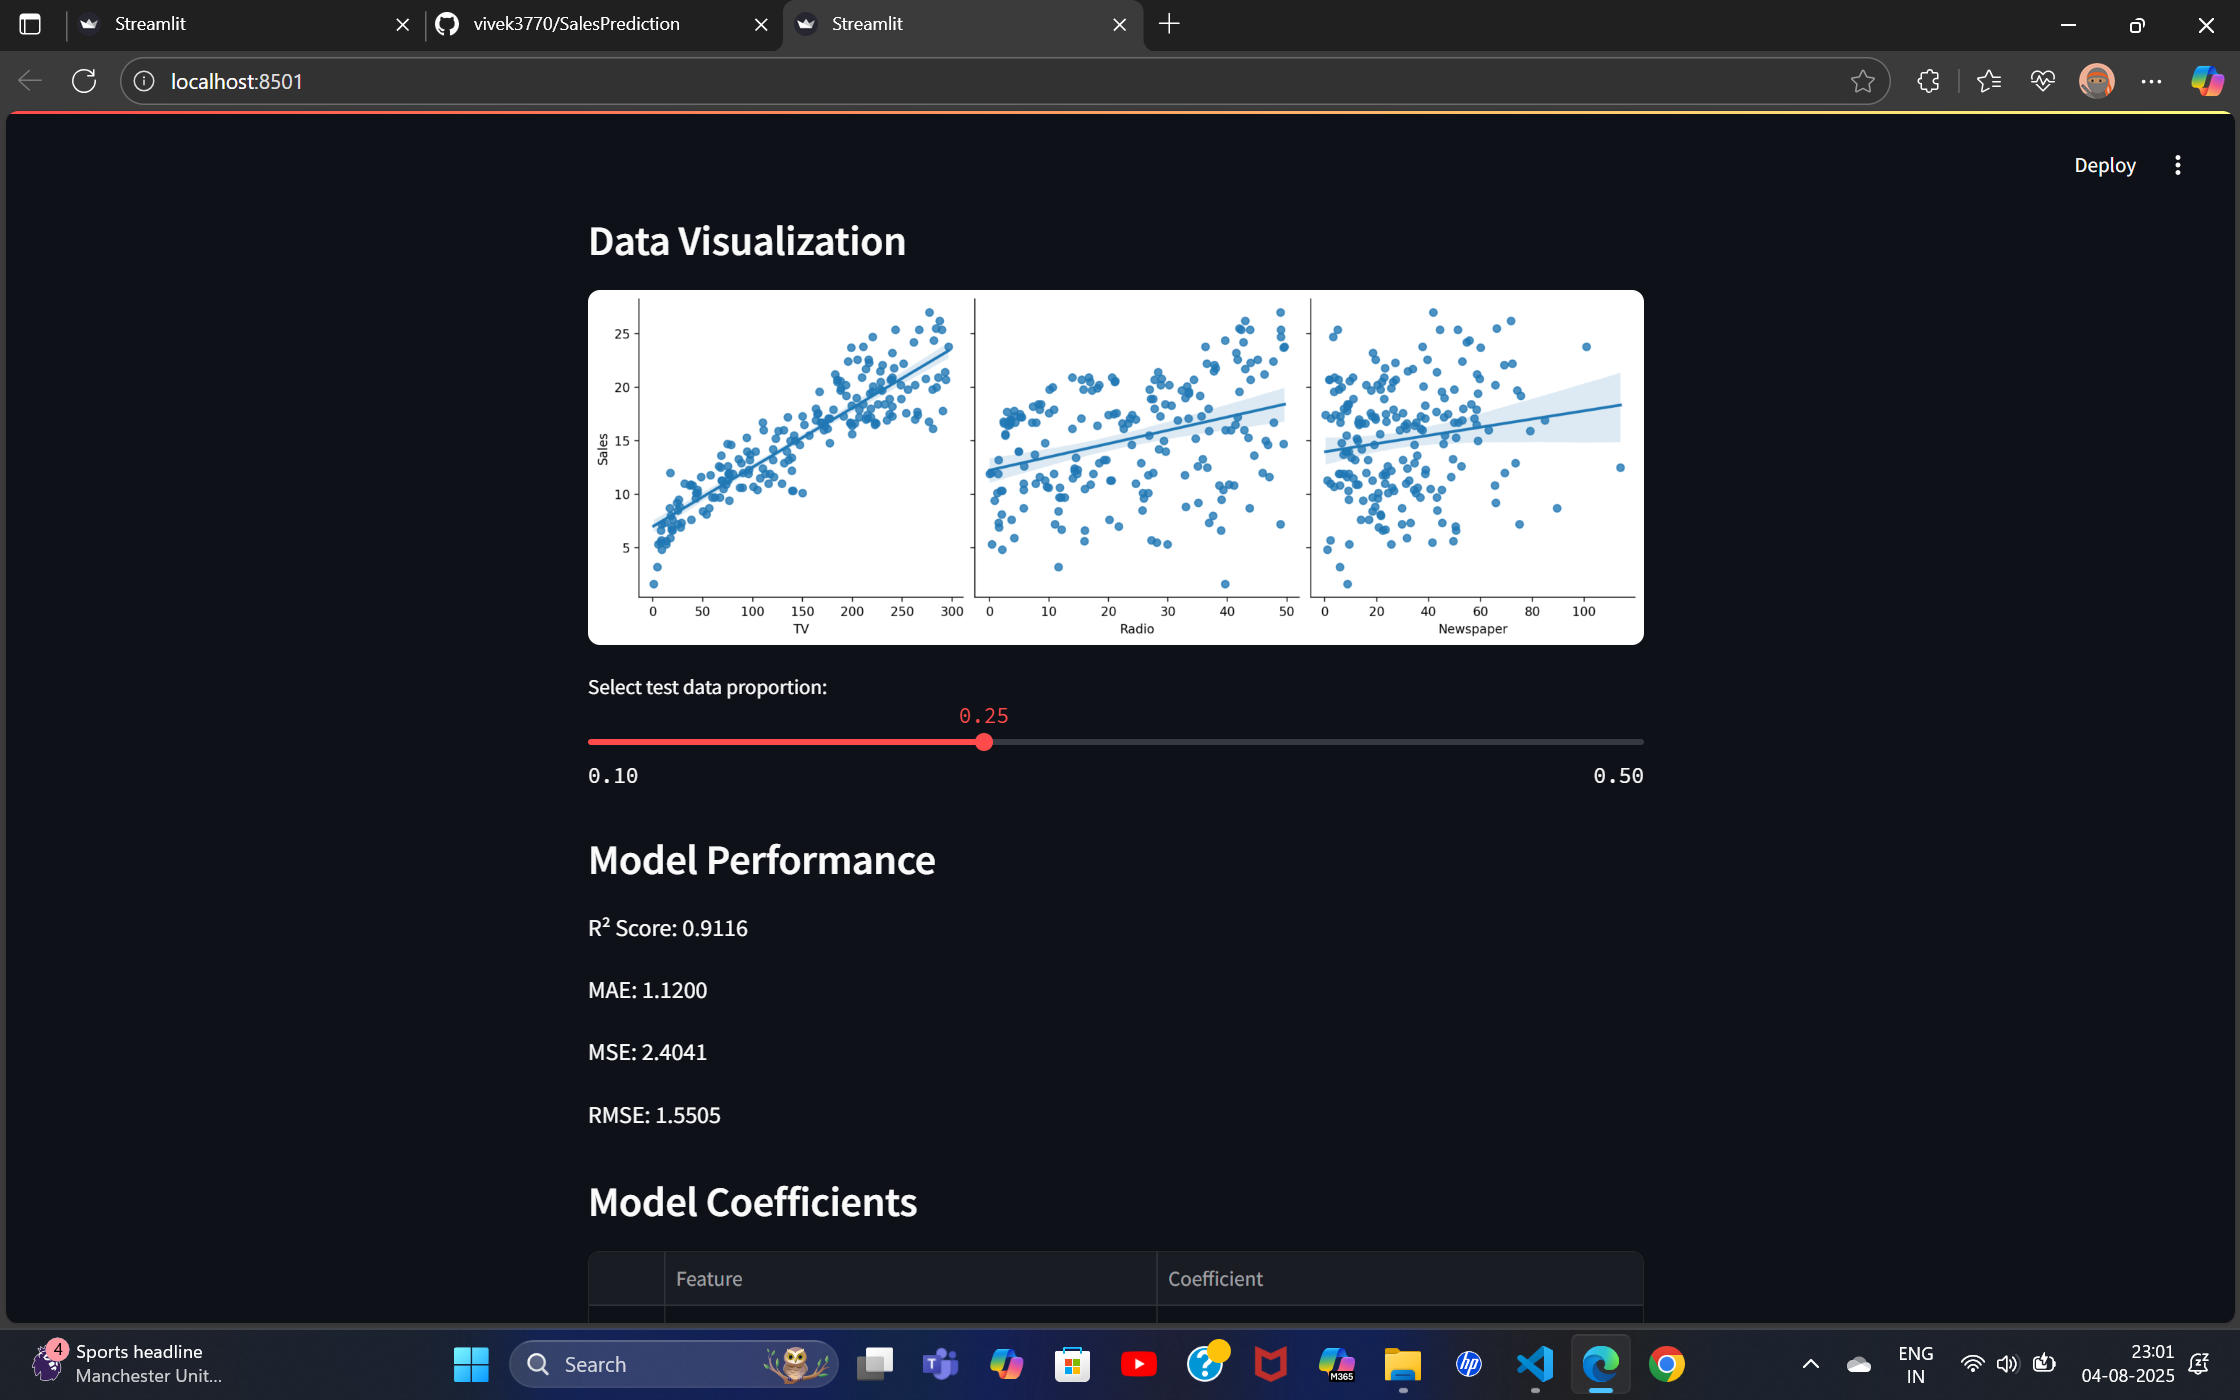 Streamlit
vivek3770/SalesPrediction
Streamlit
localhost:8501
Deploy
Data Visualization
Sales
25
20
15
10
5
0 50 100 150 200 250 300
TV
0 10 20 30 40 50
Radio
0 20 40 60 80 100
Newspaper
Select test data proportion:
0.25
0.10 0.50
Model Performance
R² Score: 0.9116
MAE: 1.1200
MSE: 2.4041
RMSE: 1.5505
Model Coefficients
Feature Coefficient
4
Sports headline
Manchester Unit...
Search
T
?
M365
hp
ENG
IN
23:01
04-08-2025